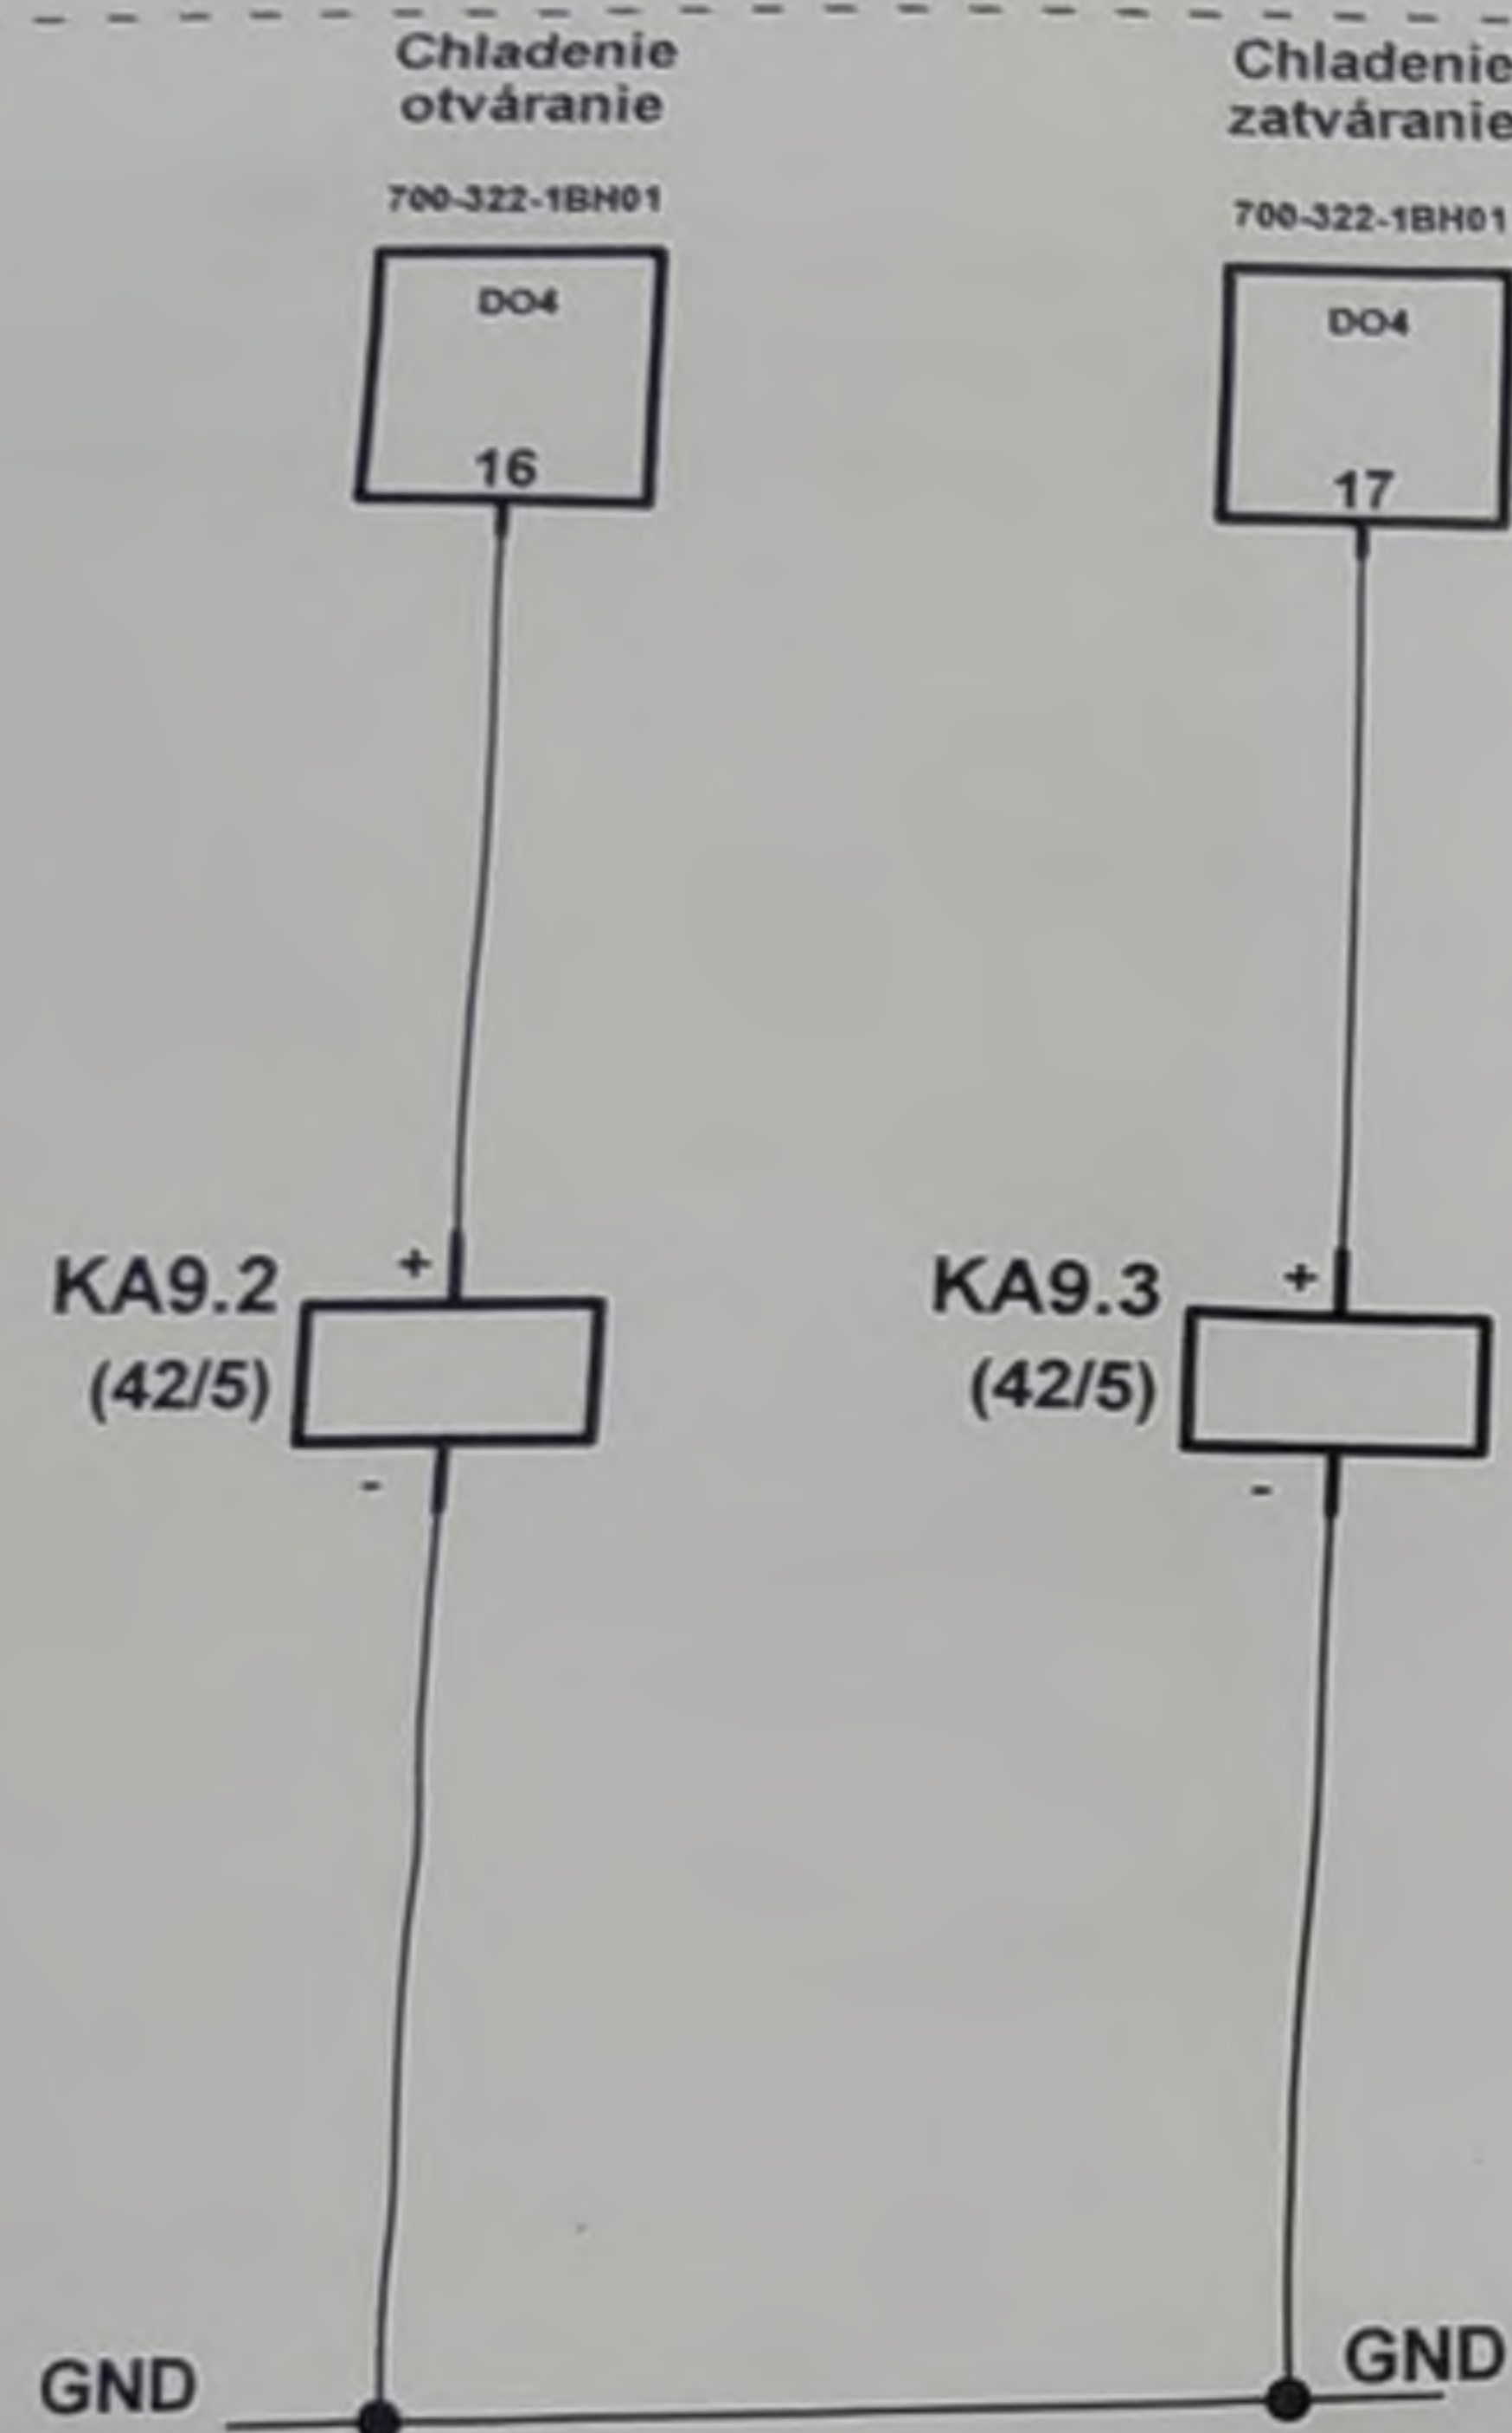 Chladenie
otváranie
700-322-1BH01
DO4
16
Chladenie
zatváranie
700-322-1BH01
DO4
17
KA9.2
(42/5)
+
-
KA9.3
(42/5)
+
-
GND
GND